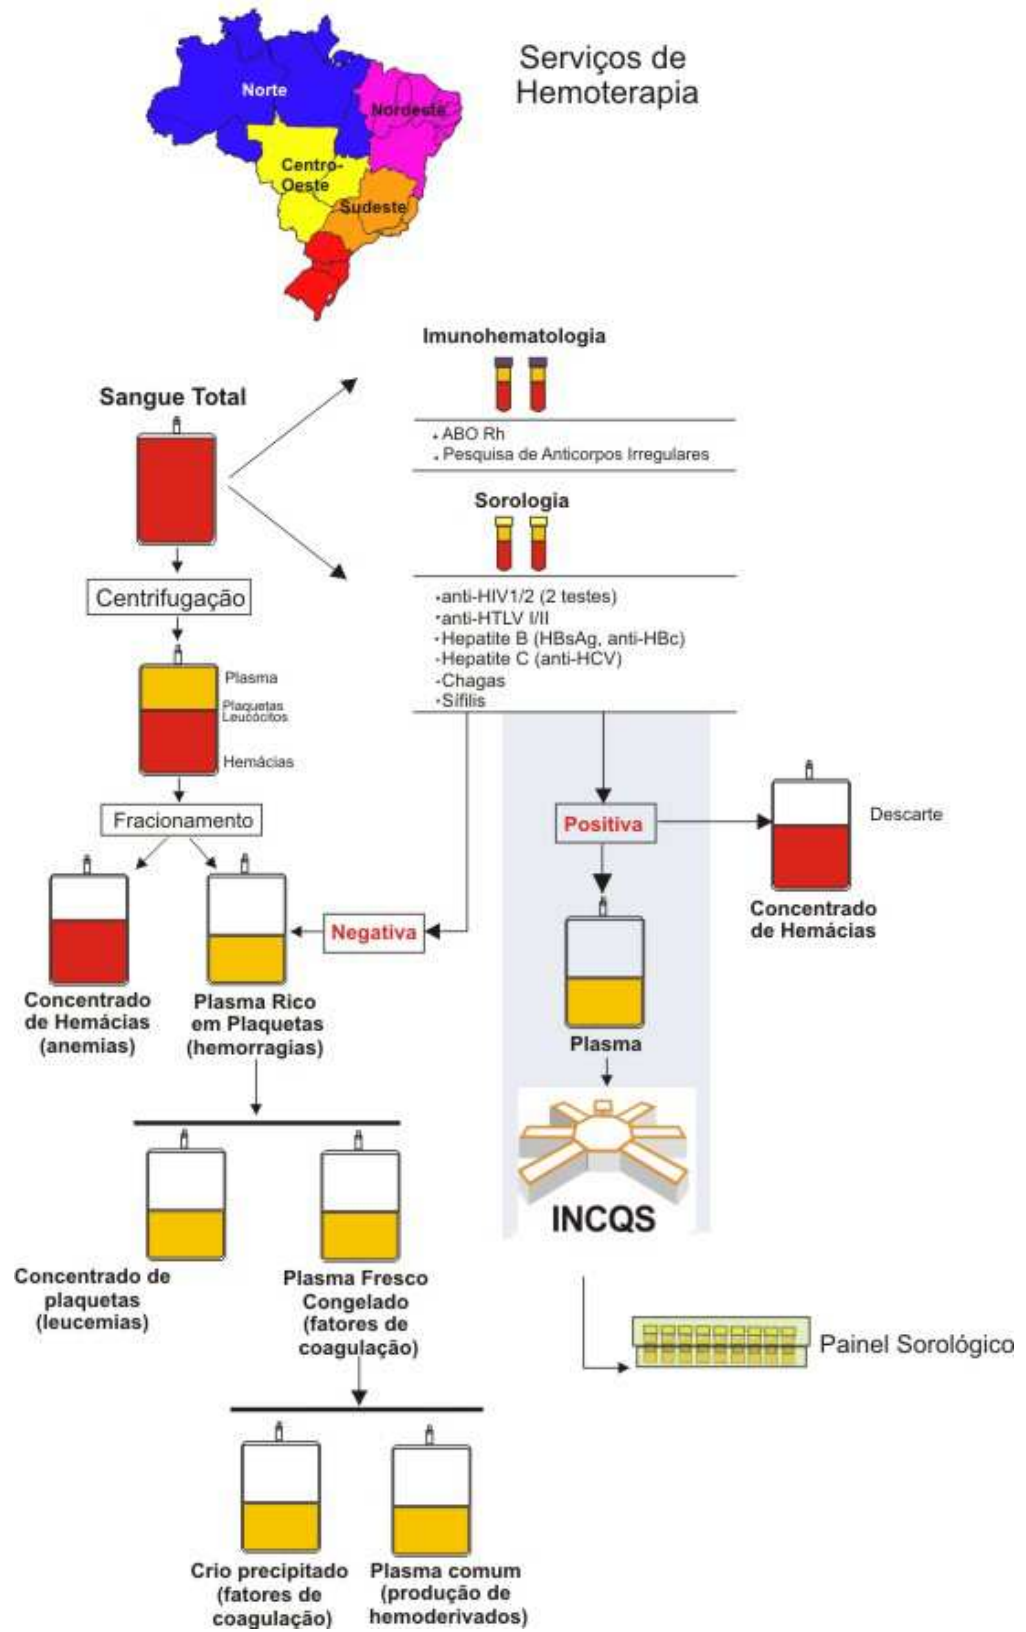 Serviços de
Hemoterapia
Norte
Nordeste
Centro-
Oeste
Sudeste
Imunohematologia
Sangue Total
• ABO Rh
• Pesquisa de Anticorpos Irregulares
Sorologia
Centrifugação
•anti-HIV1/2 (2 testes)
•anti-HTLV I/II
•Hepatite B (HBsAg, anti-HBc)
•Hepatite C (anti-HCV)
•Chagas
•Sífilis
Plasma
Plaquetas
Leucócitos
Hemácias
Fracionamento
Positiva
Descarte
Concentrado
de Hemácias
Negativa
Concentrado
de Hemácias
(anemias)
Plasma Rico
em Plaquetas
(hemorragias)
Plasma
INCQS
Concentrado de
plaquetas
(leucemias)
Plasma Fresco
Congelado
(fatores de
coagulação)
Painel Sorológico
Crio precipitado
(fatores de
coagulação)
Plasma comum
(produção de
hemoderivados)